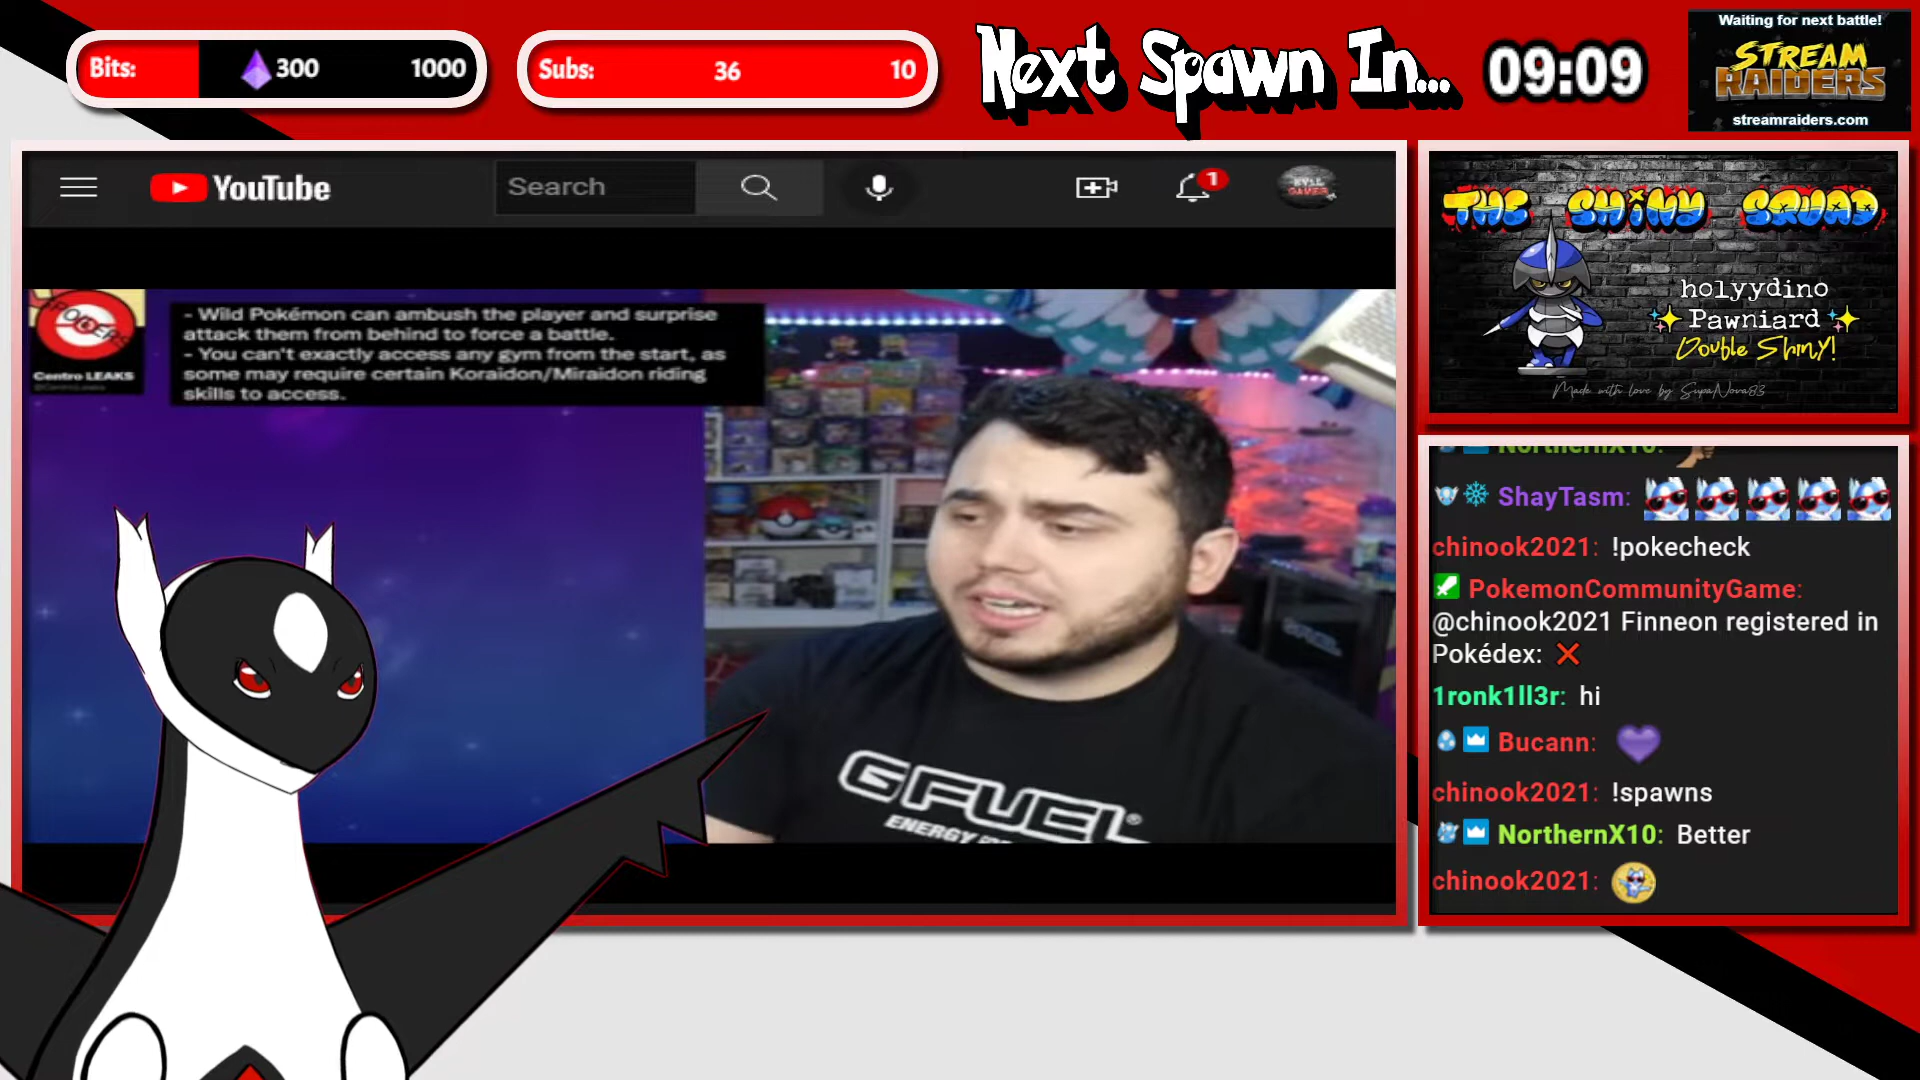 Bits: 300 1000
Subs: 36 10
Next Spawn In...
09:09
Waiting for next battle!
STREAM
RAIDERS
streamraiders.com
YouTube
Search
1
SPOILERS
Centro LEAKS
- Wild Pokémon can ambush the player and surprise
attack them from behind to force a battle.
- You can't exactly access any gym from the start, as
some may require certain Koraidon/Miraidon riding
skills to access.
G FUEL®
ENERGY
THE SHINY SQUAD
holyydino
Pawniard
Double Shiny!
Made with love by SupaNova83
NorthernX10:
ShayTasm:
chinook2021: !pokecheck
PokemonCommunityGame:
@chinook2021 Finneon registered in
Pokédex: ❌
1ronk1ll3r: hi
Bucann: 💜
chinook2021: !spawns
NorthernX10: Better
chinook2021: